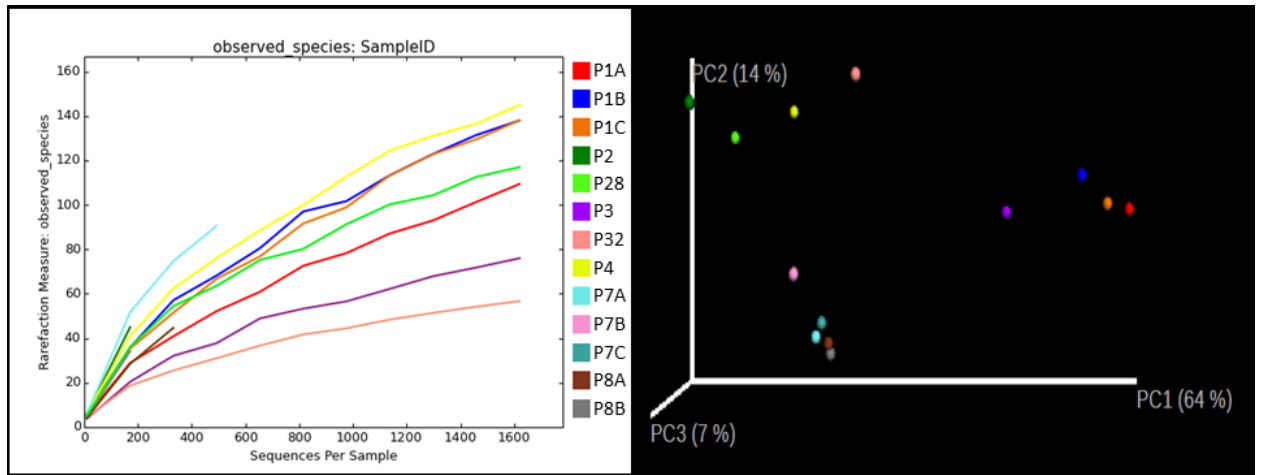 observed_species: SampleID
Rarefaction Measure: observed_species
160
140
120
100
80
60
40
20
0
0 200 400 600 800 1000 1200 1400 1600
Sequences Per Sample
P1A
P1B
P1C
P2
P28
P3
P32
P4
P7A
P7B
P7C
P8A
P8B
PC2 (14 %)
PC1 (64 %)
PC3 (7 %)